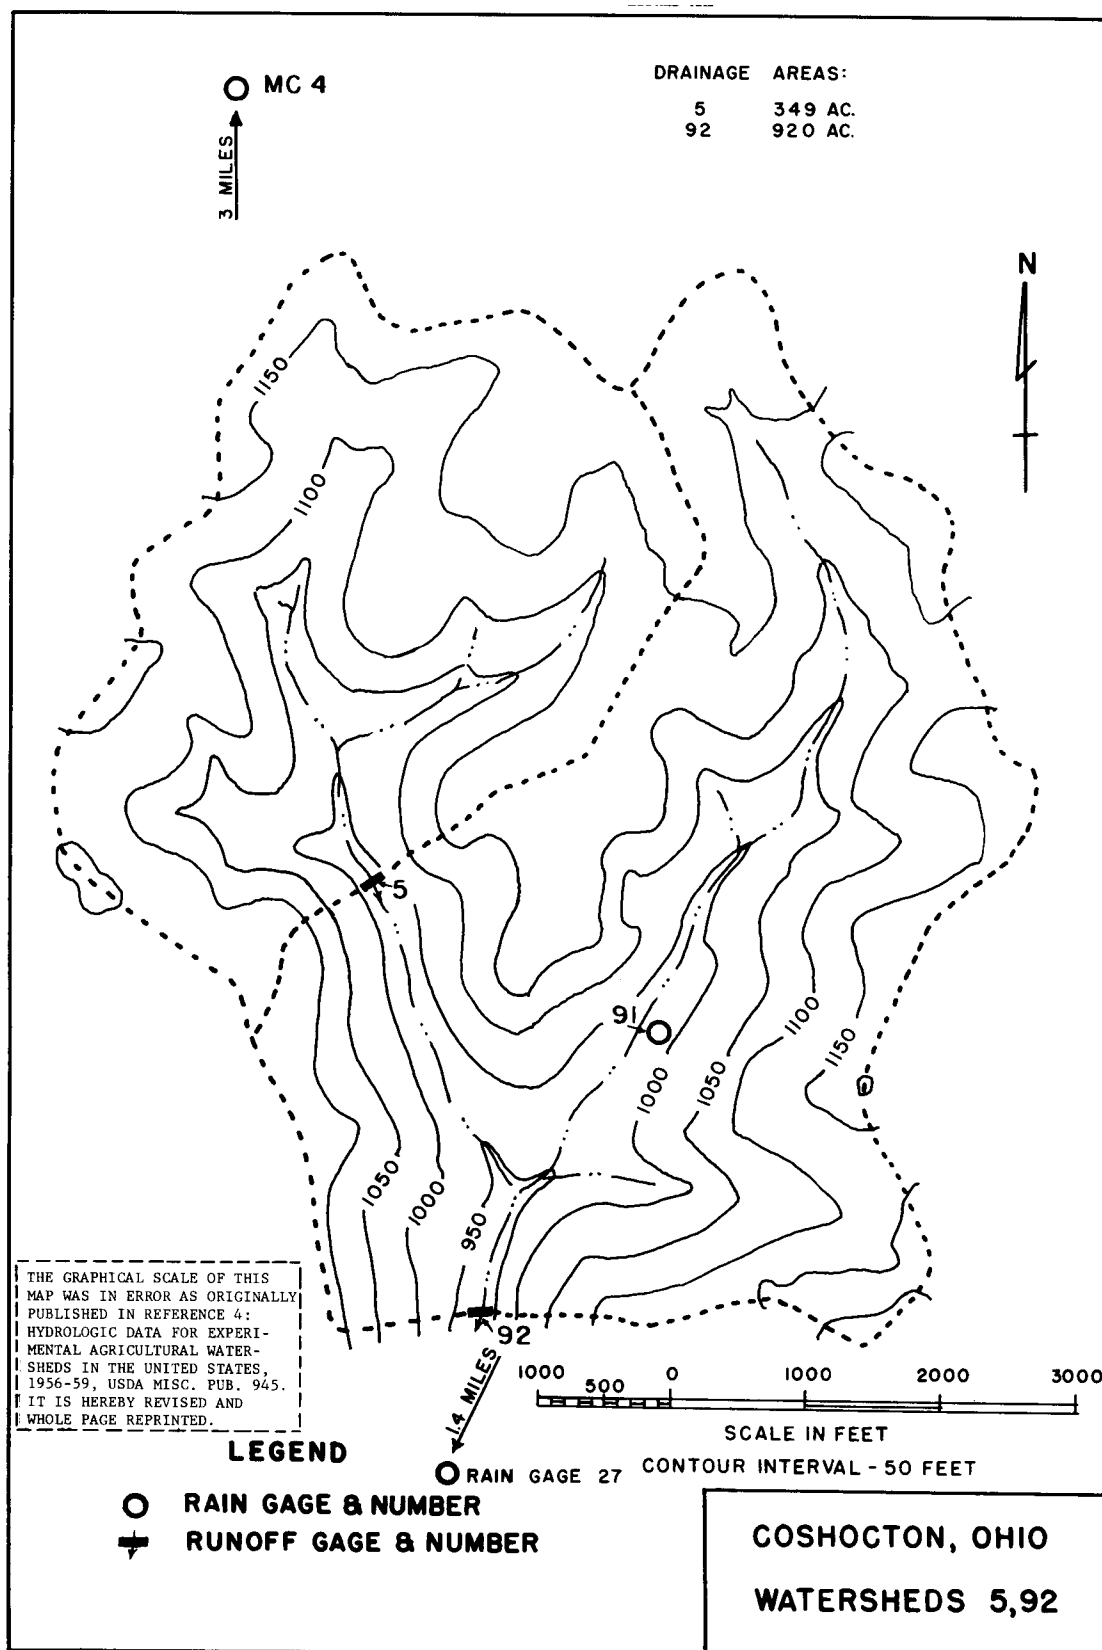 MC 4
3 MILES
DRAINAGE AREAS:
5 349 AC.
92 920 AC.
N
1150
1100
5
91
1100
1150
1000
1050
1050
1000
950
THE GRAPHICAL SCALE OF THIS
MAP WAS IN ERROR AS ORIGINALLY
PUBLISHED IN REFERENCE 4:
HYDROLOGIC DATA FOR EXPERI-
MENTAL AGRICULTURAL WATER-
SHEDS IN THE UNITED STATES,
1956-59, USDA MISC. PUB. 945.
IT IS HEREBY REVISED AND
WHOLE PAGE REPRINTED.
92
1.4 MILES
1000 500 0 1000 2000 3000
SCALE IN FEET
CONTOUR INTERVAL - 50 FEET
RAIN GAGE 27
LEGEND
RAIN GAGE & NUMBER
RUNOFF GAGE & NUMBER
COSHOCTON, OHIO
WATERSHEDS 5,92